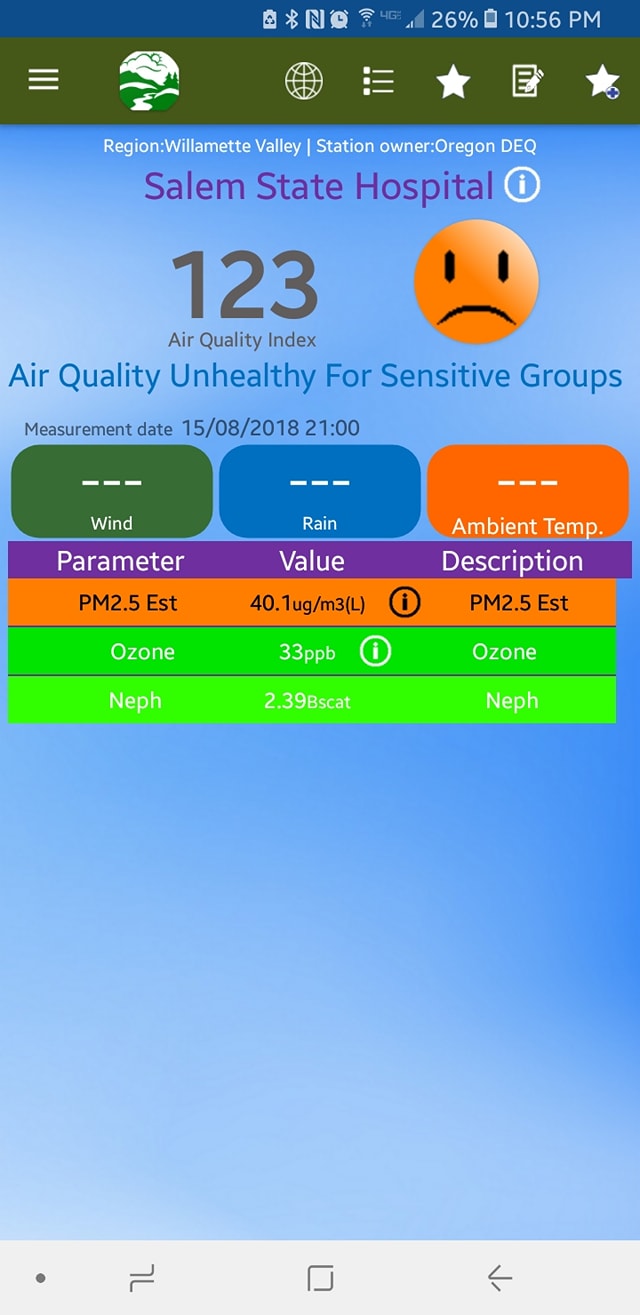 4G 26% 10:56 PM
Region:Willamette Valley | Station owner:Oregon DEQ
Salem State Hospital
123
Air Quality Index
Air Quality Unhealthy For Sensitive Groups
Measurement date 15/08/2018 21:00
--- --- ---
Wind Rain Ambient Temp.
Parameter Value Description
PM2.5 Est 40.1ug/m3(L) PM2.5 Est
Ozone 33ppb Ozone
Neph 2.39Bscat Neph